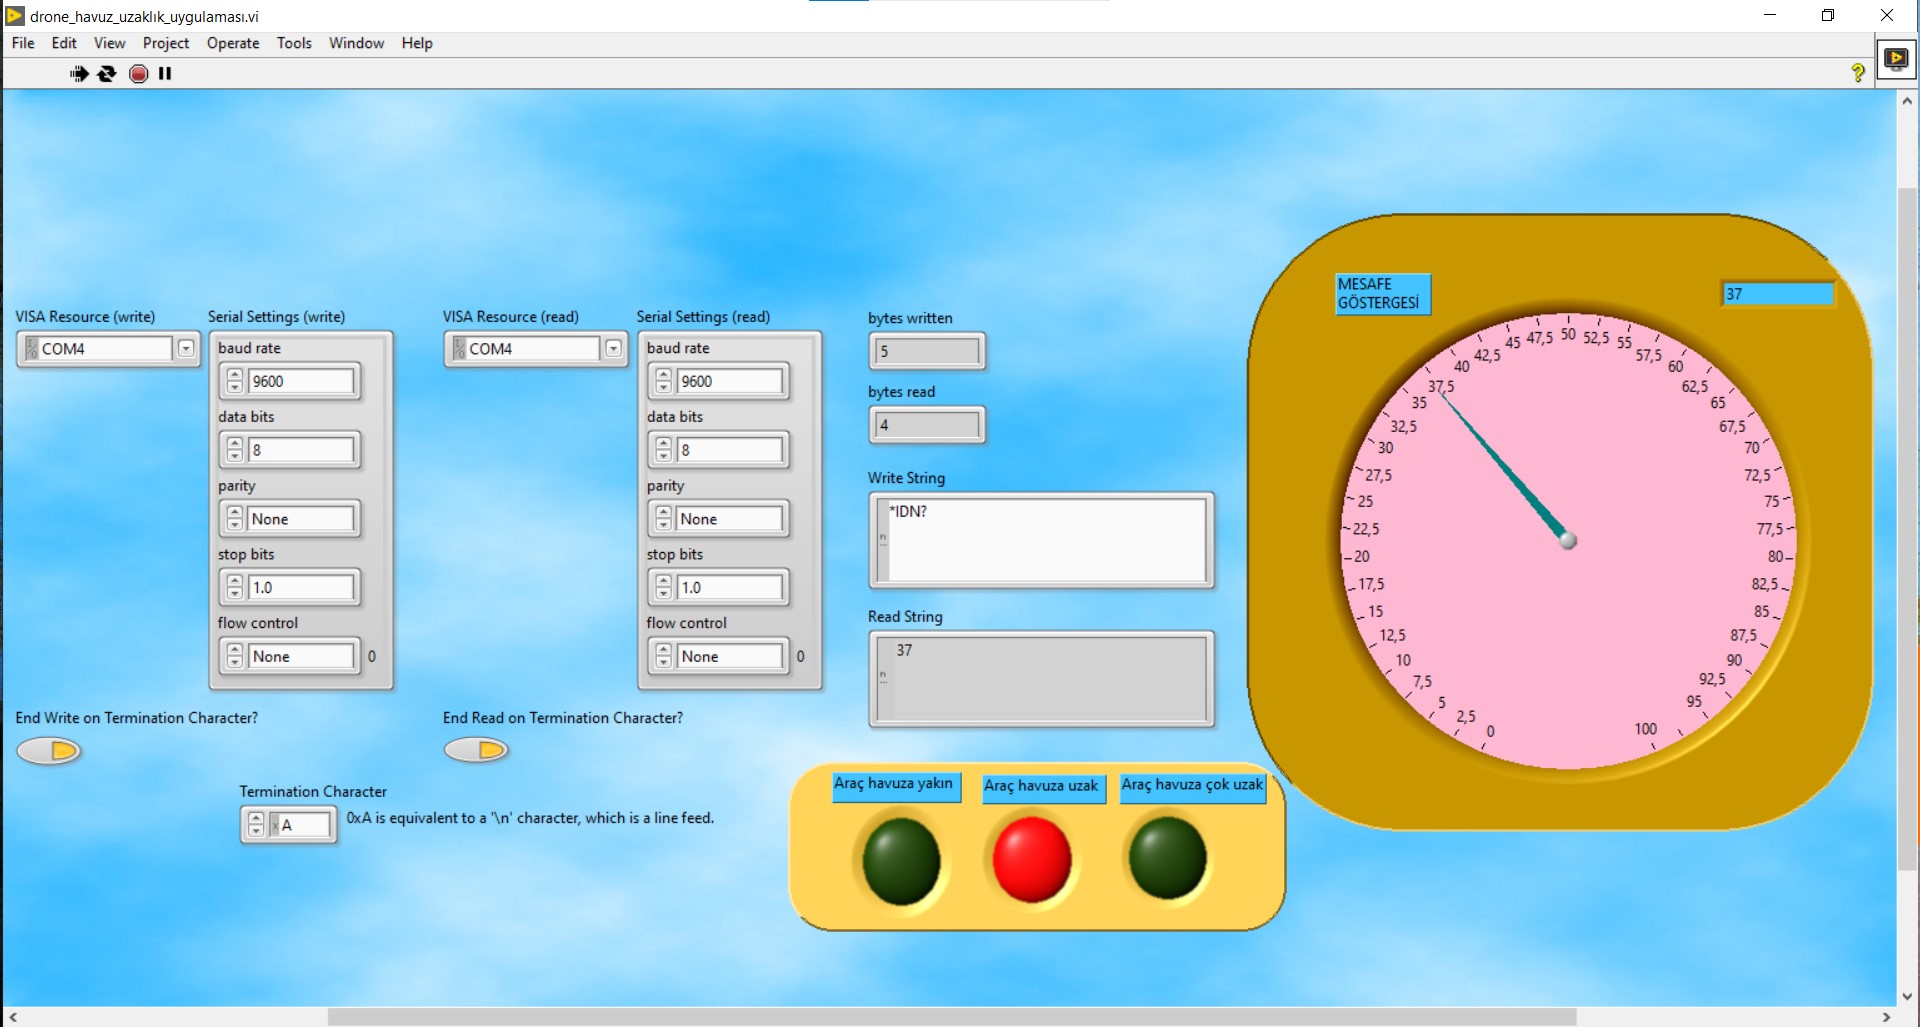 drone_havuz_uzaklık_uygulaması.vi
File Edit View Project Operate Tools Window Help
?
VISA Resource (write)
COM4
Serial Settings (write)
baud rate
9600
data bits
8
parity
None
stop bits
1.0
flow control
None 0
End Write on Termination Character?
VISA Resource (read)
COM4
Serial Settings (read)
baud rate
9600
data bits
8
parity
None
stop bits
1.0
flow control
None 0
End Read on Termination Character?
Termination Character
x A
0xA is equivalent to a '\n' character, which is a line feed.
bytes written
5
bytes read
4
Write String
*IDN?
Read String
37
Araç havuza yakın
Araç havuza uzak
Araç havuza çok uzak
MESAFE
GÖSTERGESİ
37
0
2,5
5
7,5
10
12,5
15
17,5
20
22,5
25
27,5
30
32,5
35
37,5
40
42,5
45
47,5
50
52,5
55
57,5
60
62,5
65
67,5
70
72,5
75
77,5
80
82,5
85
87,5
90
92,5
95
100